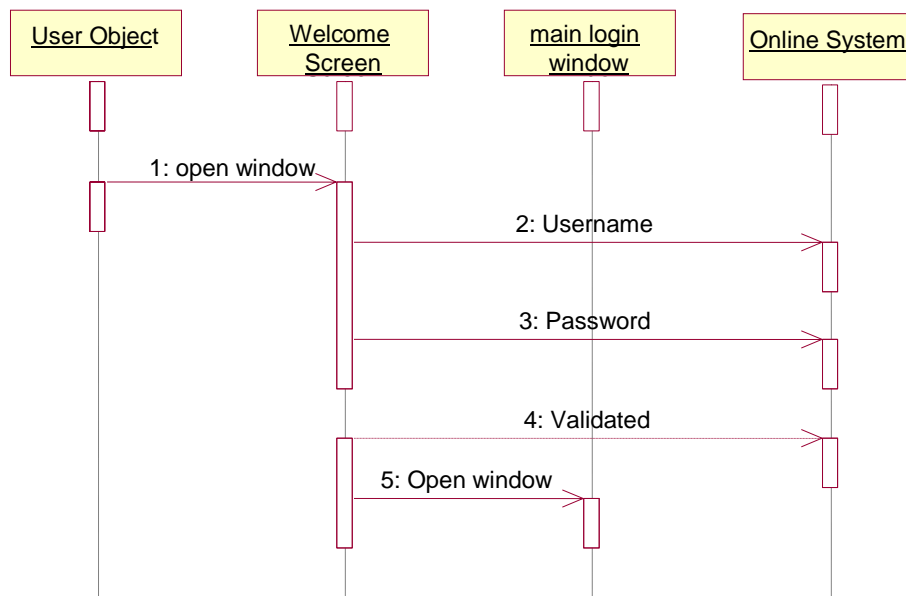 User Object
Welcome
Screen
main login
window
Online System
1: open window
2: Username
3: Password
4: Validated
5: Open window